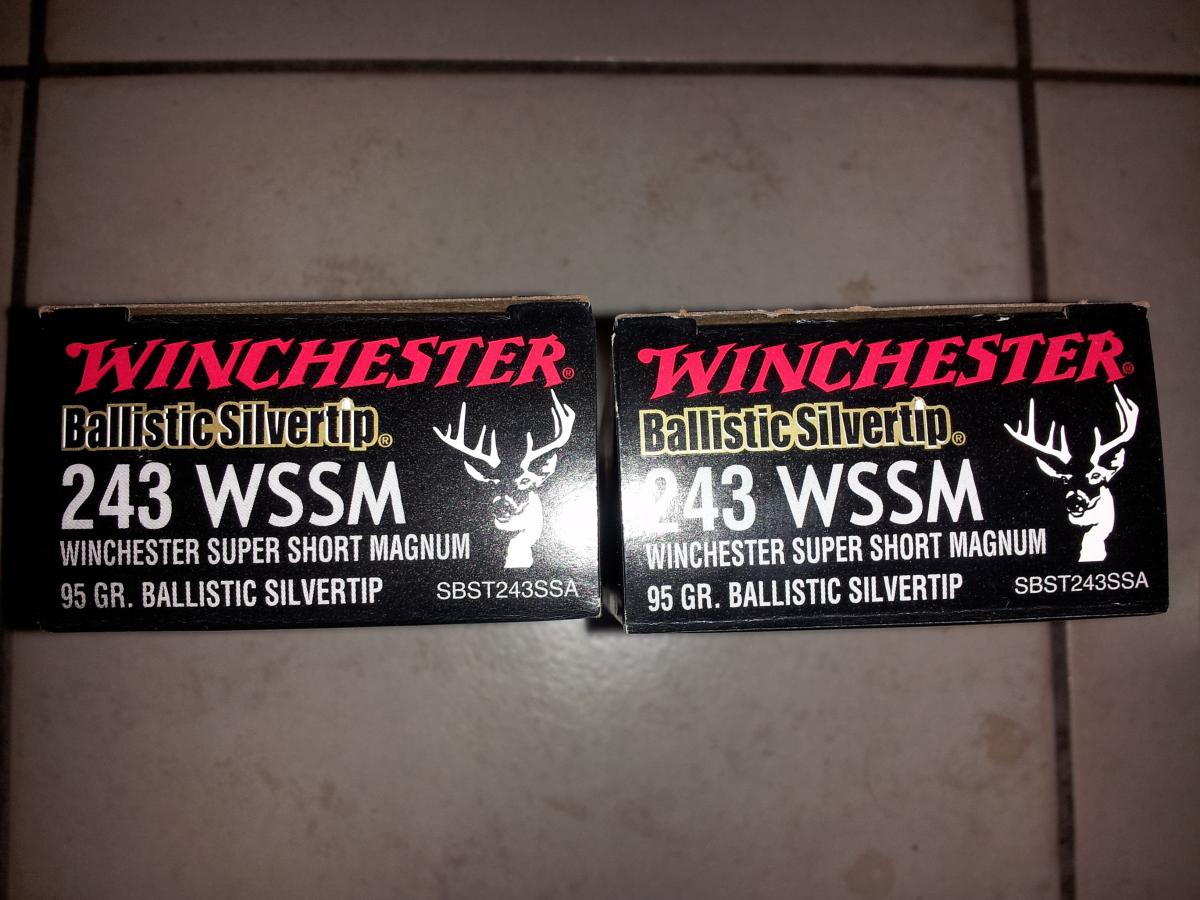 WINCHESTER®
Ballistic Silvertip®
243 WSSM
WINCHESTER SUPER SHORT MAGNUM
95 GR. BALLISTIC SILVERTIP
SBST243SSA
WINCHESTER®
Ballistic Silvertip®
243 WSSM
WINCHESTER SUPER SHORT MAGNUM
95 GR. BALLISTIC SILVERTIP
SBST243SSA